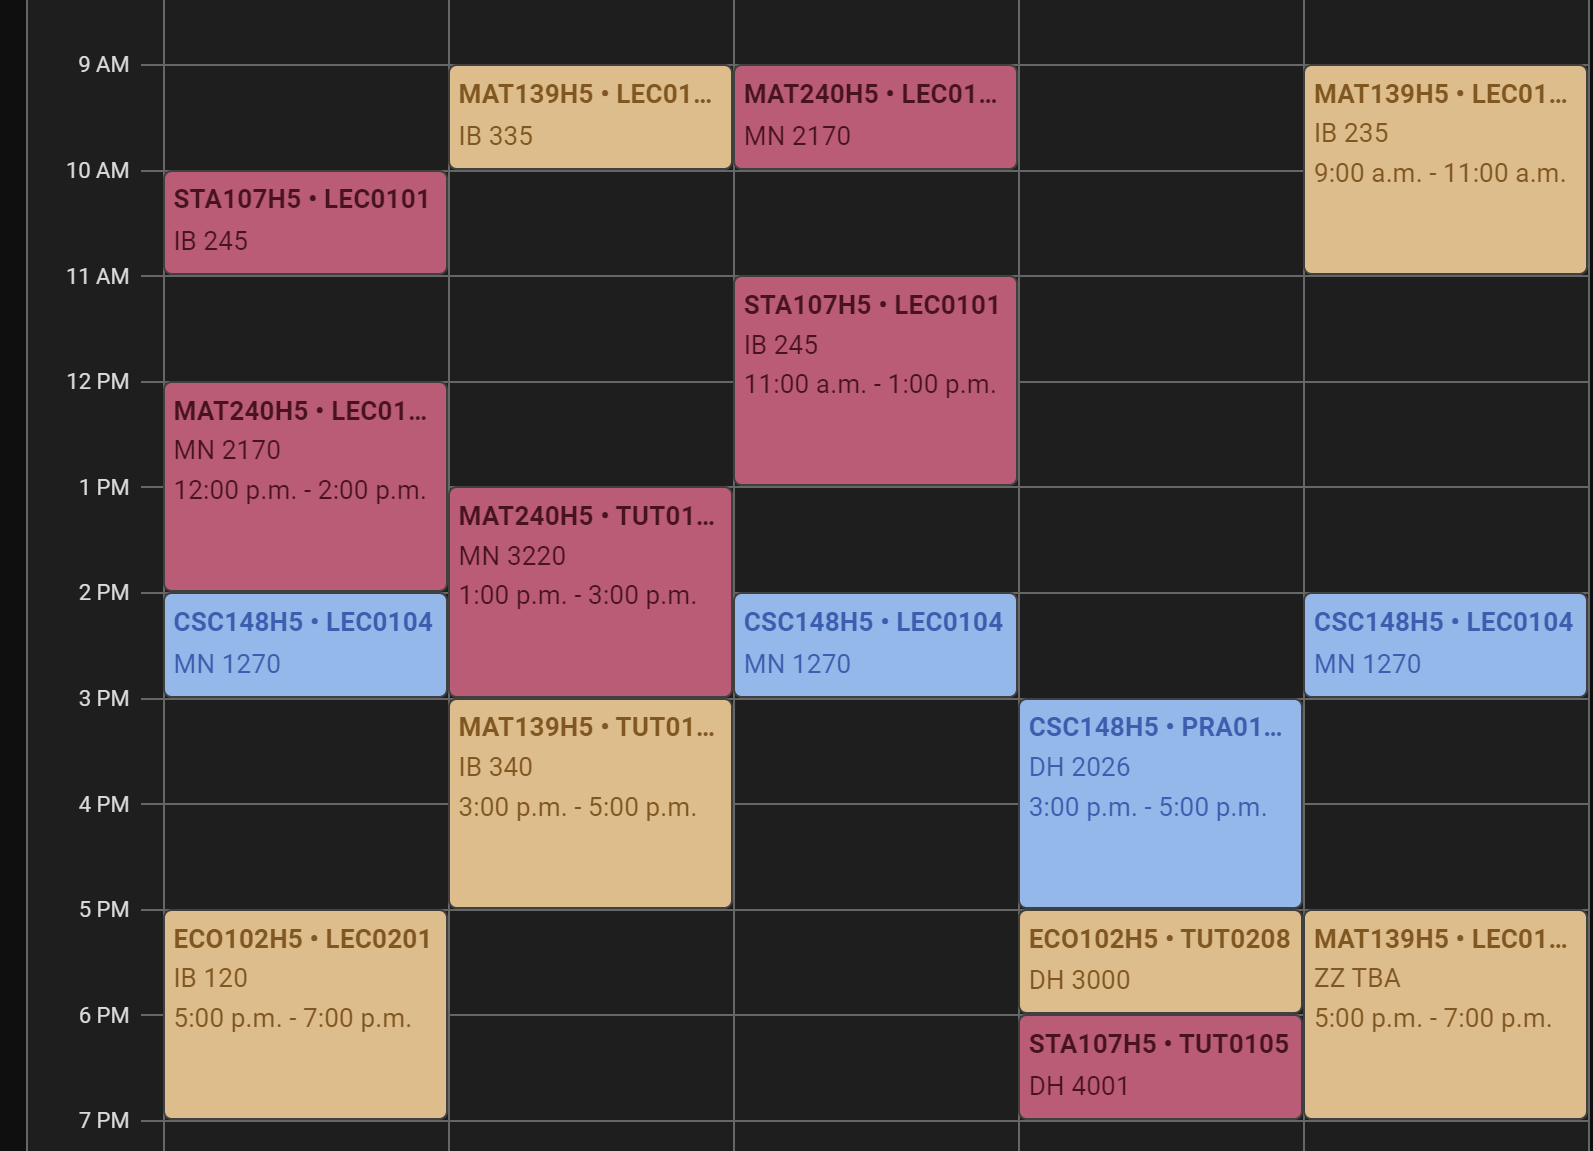 9 AM
MAT139H5 • LEC01...
IB 335
MAT240H5 • LEC01...
MN 2170
MAT139H5 • LEC01...
IB 235
9:00 a.m. - 11:00 a.m.
10 AM
STA107H5 • LEC0101
IB 245
11 AM
STA107H5 • LEC0101
IB 245
11:00 a.m. - 1:00 p.m.
12 PM
MAT240H5 • LEC01...
MN 2170
12:00 p.m. - 2:00 p.m.
1 PM
MAT240H5 • TUT01...
MN 3220
1:00 p.m. - 3:00 p.m.
2 PM
CSC148H5 • LEC0104
MN 1270
CSC148H5 • LEC0104
MN 1270
CSC148H5 • LEC0104
MN 1270
3 PM
MAT139H5 • TUT01...
IB 340
3:00 p.m. - 5:00 p.m.
CSC148H5 • PRA01...
DH 2026
3:00 p.m. - 5:00 p.m.
4 PM
5 PM
ECO102H5 • LEC0201
IB 120
5:00 p.m. - 7:00 p.m.
ECO102H5 • TUT0208
DH 3000
MAT139H5 • LEC01...
ZZ TBA
5:00 p.m. - 7:00 p.m.
6 PM
STA107H5 • TUT0105
DH 4001
7 PM